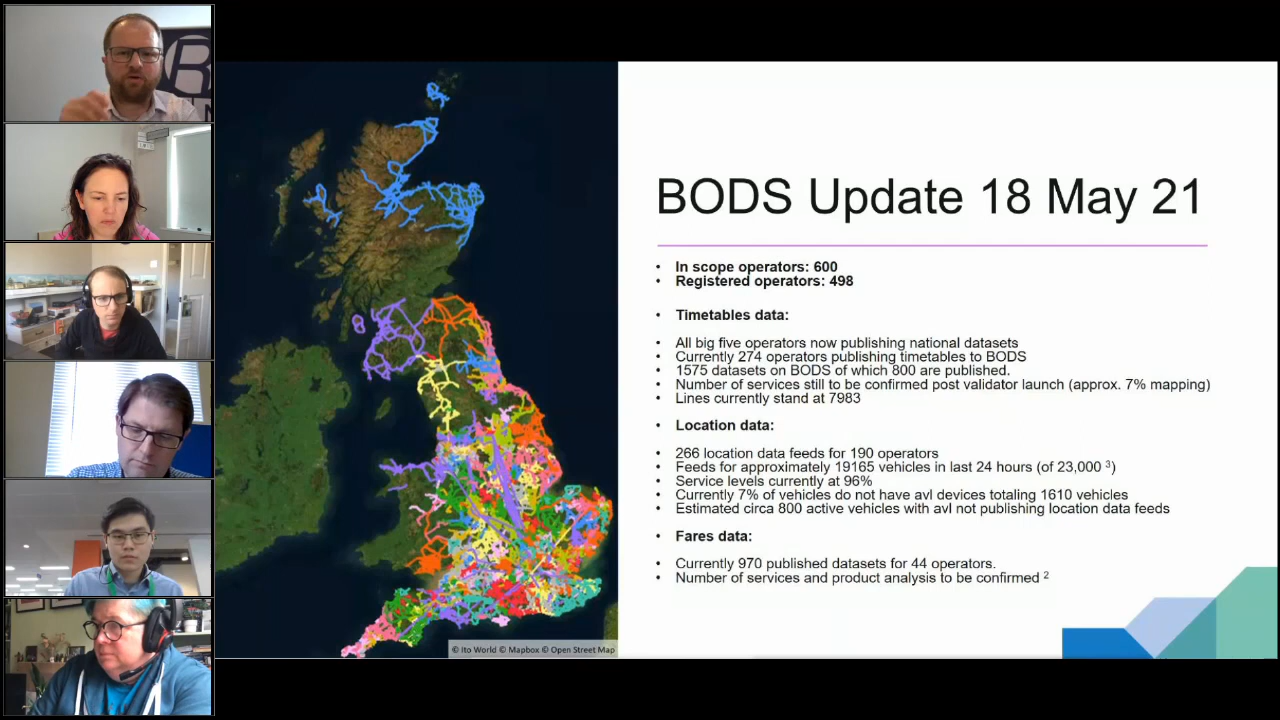 BODS Update 18 May 21
• In scope operators: 600
• Registered operators: 498
• Timetables data:
• All big five operators now publishing national datasets
• Currently 274 operators publishing timetables to BODS
• 1575 datasets on BODS of which 800 are published.
• Number of services still to be confirmed post validator launch (approx. 7% mapping)
• Lines currently stand at 7983
• Location data:
• 266 location data feeds for 190 operators
• Feeds for approximately 19165 vehicles in last 24 hours (of 23,000 ³)
• Service levels currently at 96%
• Currently 7% of vehicles do not have avl devices totaling 1610 vehicles
• Estimated circa 800 active vehicles with avl not publishing location data feeds
• Fares data:
• Currently 970 published datasets for 44 operators.
• Number of services and product analysis to be confirmed ²
© Ito World © Mapbox © Open Street Map